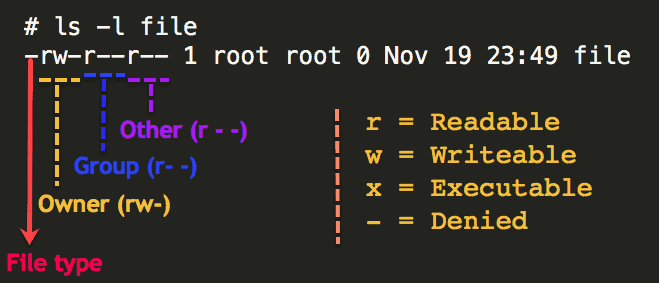 # ls -l file
-rw-r--r-- 1 root root 0 Nov 19 23:49 file
Other (r - -)
Group (r- -)
Owner (rw-)
File type
r = Readable
w = Writeable
x = Executable
- = Denied